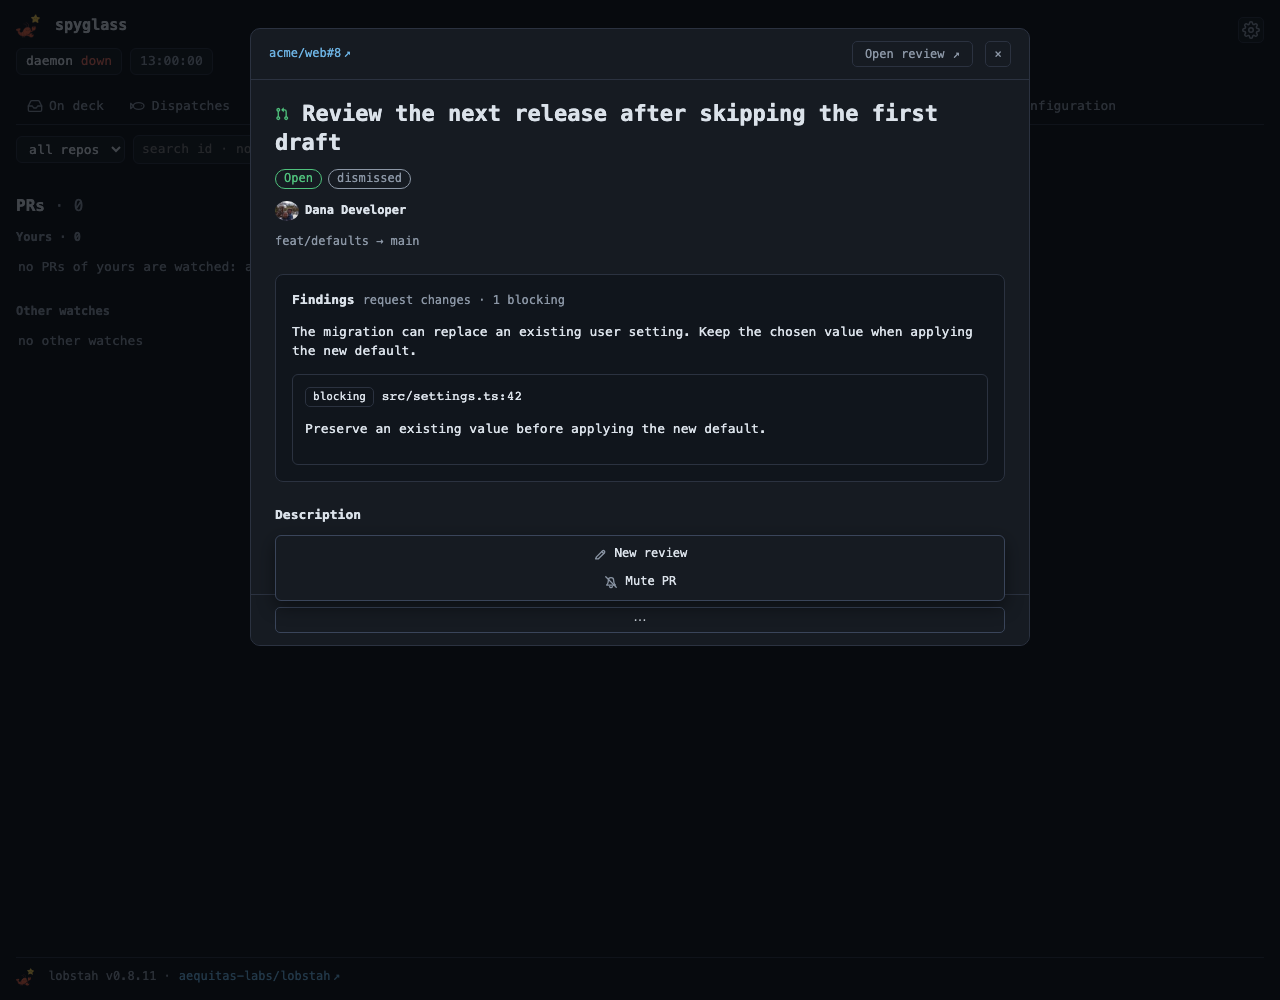 spyglass
daemon down
13:00:00
On deck
Dispatches
nfiguration
all repos
search id · no
PRs · 0
Yours · 0
no PRs of yours are watched: a
Other watches
no other watches
acme/web#8↗
Open review ↗
×
Review the next release after skipping the first
draft
Open
dismissed
Dana Developer
feat/defaults → main
Findings request changes · 1 blocking
The migration can replace an existing user setting. Keep the chosen value when applying
the new default.
blocking src/settings.ts:42
Preserve an existing value before applying the new default.
Description
New review
Mute PR
...
lobstah v0.8.11 · aequitas-labs/lobstah↗